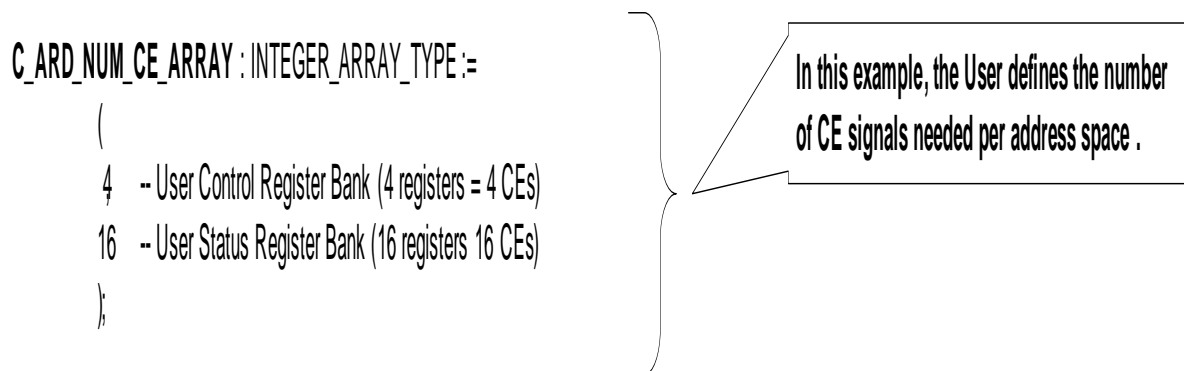 C_ARD_NUM_CE_ARRAY : INTEGER_ARRAY_TYPE :=
(
4, -- User Control Register Bank (4 registers = 4 CEs)
16 -- User Status Register Bank (16 registers 16 CEs)
);
In this example, the User defines the number
of CE signals needed per address space .